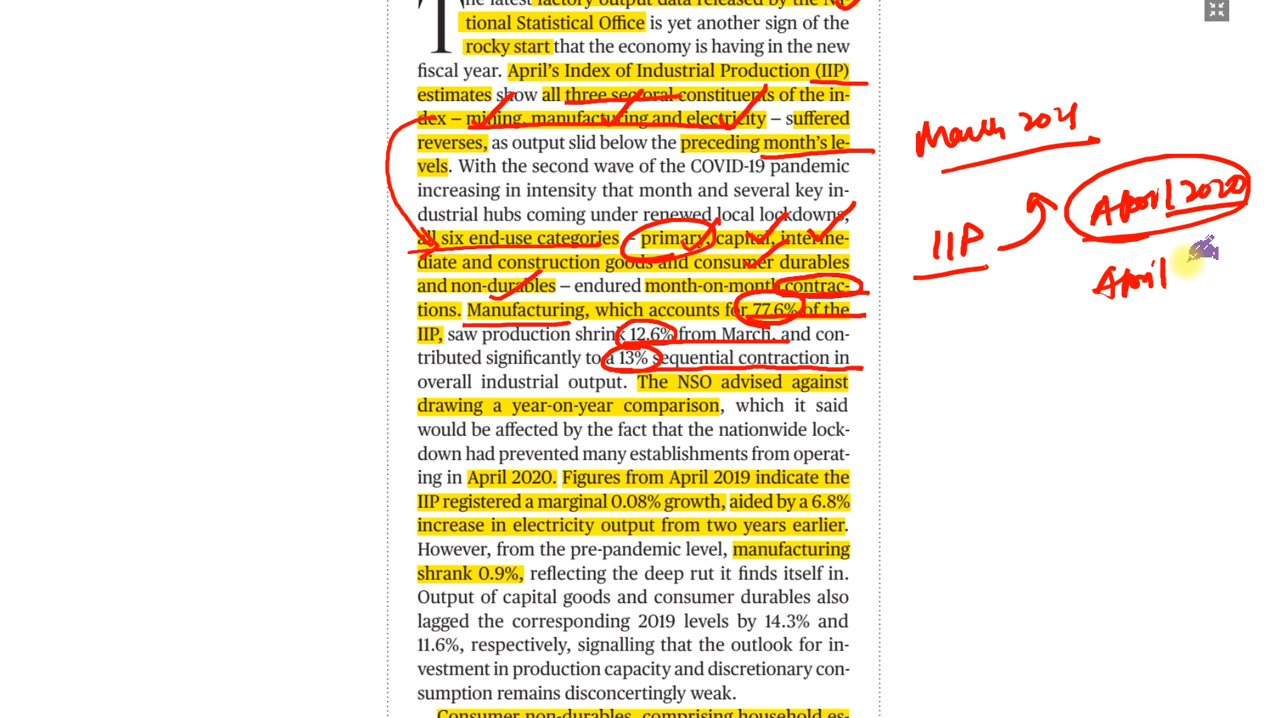 The latest factory output data released by the Na-
tional Statistical Office is yet another sign of the
rocky start that the economy is having in the new
fiscal year. April's Index of Industrial Production (IIP)
estimates show all three sectoral constituents of the in-
dex – mining, manufacturing and electricity – suffered
reverses, as output slid below the preceding month's le-
vels. With the second wave of the COVID-19 pandemic
increasing in intensity that month and several key in-
dustrial hubs coming under renewed local lockdowns,
all six end-use categories – primary, capital, interme-
diate and construction goods and consumer durables
and non-durables – endured month-on-month contrac-
tions. Manufacturing, which accounts for 77.6% of the
IIP, saw production shrink 12.6% from March, and con-
tributed significantly to a 13% sequential contraction in
overall industrial output. The NSO advised against
drawing a year-on-year comparison, which it said
would be affected by the fact that the nationwide lock-
down had prevented many establishments from operat-
ing in April 2020. Figures from April 2019 indicate the
IIP registered a marginal 0.08% growth, aided by a 6.8%
increase in electricity output from two years earlier.
However, from the pre-pandemic level, manufacturing
shrank 0.9%, reflecting the deep rut it finds itself in.
Output of capital goods and consumer durables also
lagged the corresponding 2019 levels by 14.3% and
11.6%, respectively, signalling that the outlook for in-
vestment in production capacity and discretionary con-
sumption remains disconcertingly weak.
Consumer non-durables, comprising household es-
March 2021
April 2020
IIP
April